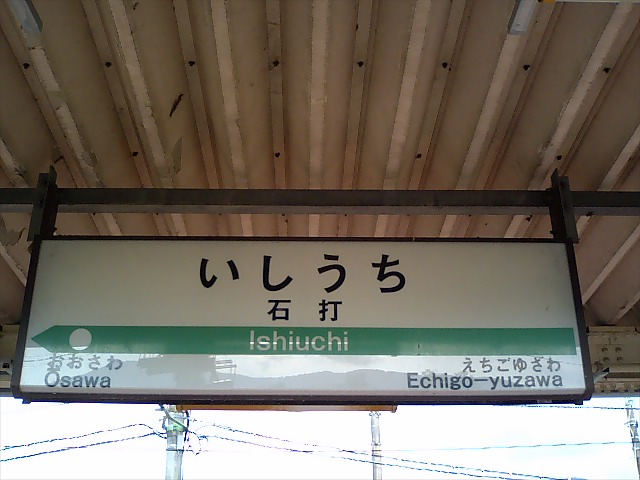 いしうち
石打
Ishiuchi
おおさわ えちごゆざわ
Osawa Echigo-yuzawa